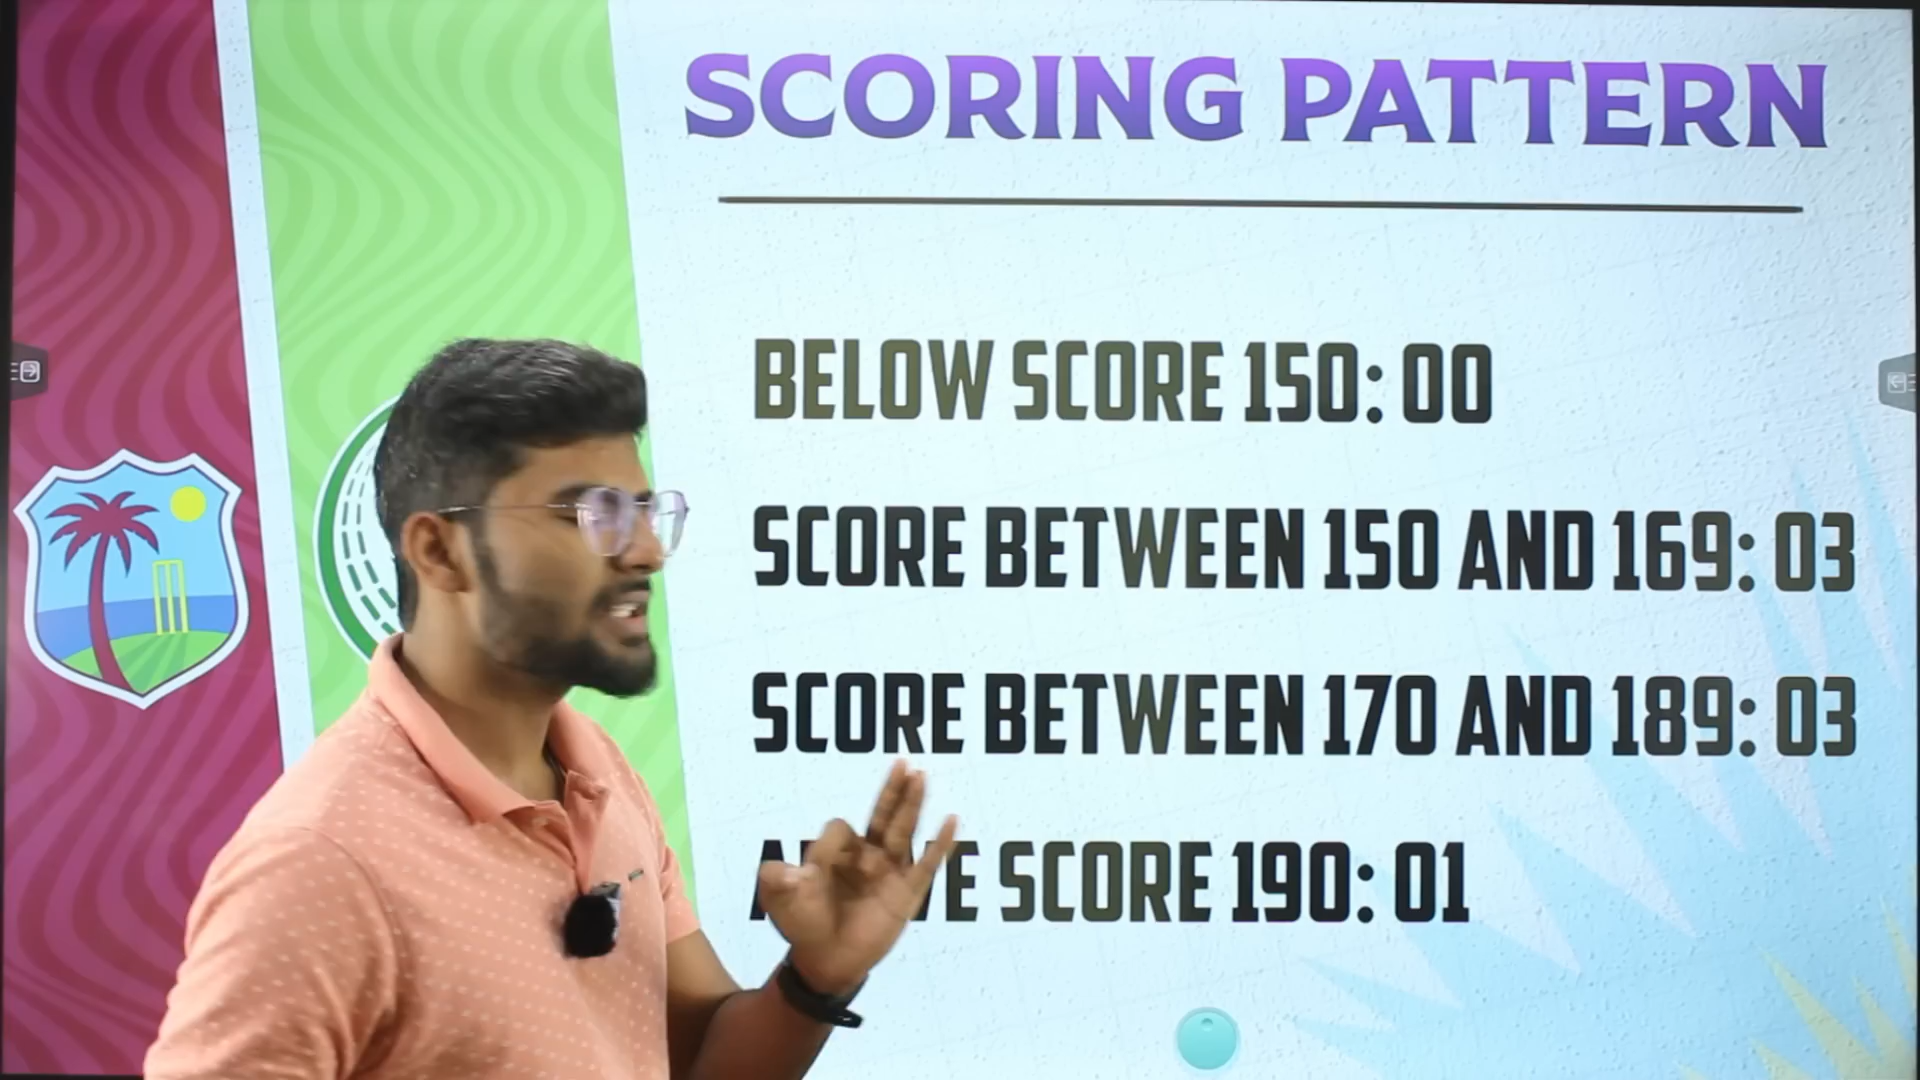 SCORING PATTERN
BELOW SCORE 150: 00
SCORE BETWEEN 150 AND 169: 03
SCORE BETWEEN 170 AND 189: 03
SCORE 190: 01